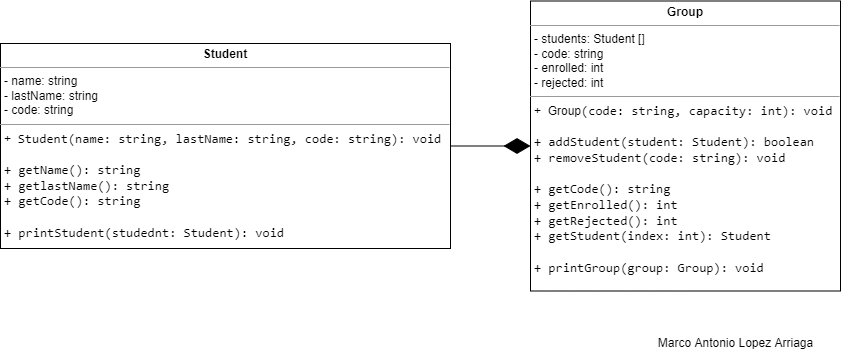 Student
- name: string
- lastName: string
- code: string
+ Student(name: string, lastName: string, code: string): void
+ getName(): string
+ getlastName(): string
+ getCode(): string
+ printStudent(studednt: Student): void
Group
- students: Student []
- code: string
- enrolled: int
- rejected: int
+ Group(code: string, capacity: int): void
+ addStudent(student: Student): boolean
+ removeStudent(code: string): void
+ getCode(): string
+ getEnrolled(): int
+ getRejected(): int
+ getStudent(index: int): Student
+ printGroup(group: Group): void
Marco Antonio Lopez Arriaga